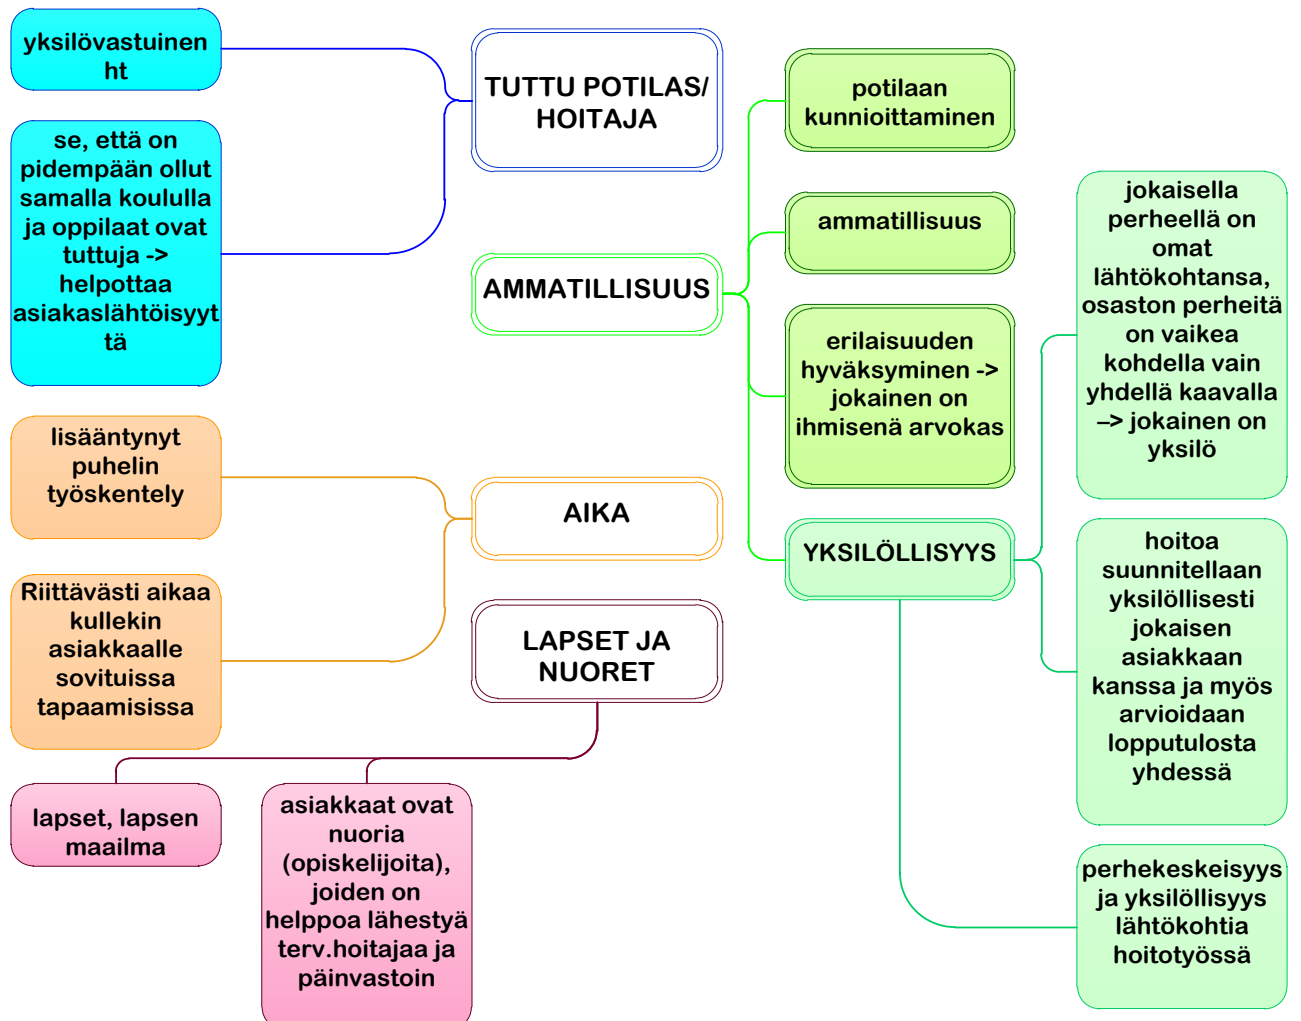 yksilövastuinen
ht
se, että on
pidempään ollut
samalla koululla
ja oppilaat ovat
tuttuja ->
helpottaa
asiakaslähtöisyyt
tä
TUTTU POTILAS/
HOITAJA
AMMATILLISUUS
potilaan
kunnioittaminen
ammatillisuus
erilaisuuden
hyväksyminen ->
jokainen on
ihmisenä arvokas
YKSILÖLLISYYS
jokaisella
perheellä on
omat
lähtökohtansa,
osaston perheitä
on vaikea
kohdella vain
yhdellä kaavalla
–> jokainen on
yksilö
hoitoa
suunnitellaan
yksilöllisesti
jokaisen
asiakkaan
kanssa ja myös
arvioidaan
lopputulosta
yhdessä
perhekeskeisyys
ja yksilöllisyys
lähtökohtia
hoitotyössä
lisääntynyt
puhelin
työskentely
Riittävästi aikaa
kullekin
asiakkaalle
sovituissa
tapaamisissa
AIKA
LAPSET JA
NUORET
lapset, lapsen
maailma
asiakkaat ovat
nuoria
(opiskelijoita),
joiden on
helppoa lähestyä
terv.hoitajaa ja
päinvastoin